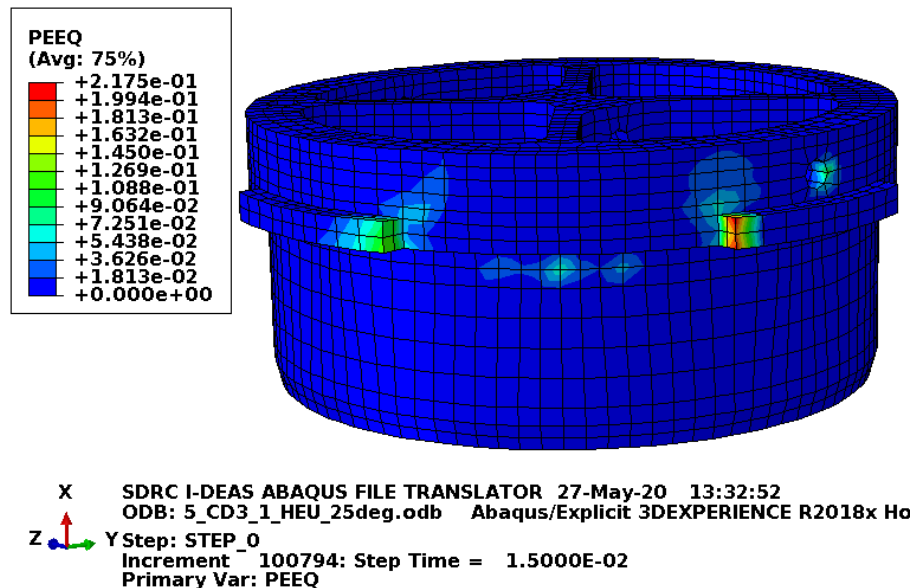 PEEQ
(Avg: 75%)
+2.175e-01
+1.994e-01
+1.813e-01
+1.632e-01
+1.450e-01
+1.269e-01
+1.088e-01
+9.064e-02
+7.251e-02
+5.438e-02
+3.626e-02
+1.813e-02
+0.000e+00
X
Z
Y
SDRC I-DEAS ABAQUS FILE TRANSLATOR 27-May-20 13:32:52
ODB: 5_CD3_1_HEU_25deg.odb Abaqus/Explicit 3DEXPERIENCE R2018x Ho
Step: STEP_0
Increment 100794: Step Time = 1.5000E-02
Primary Var: PEEQ